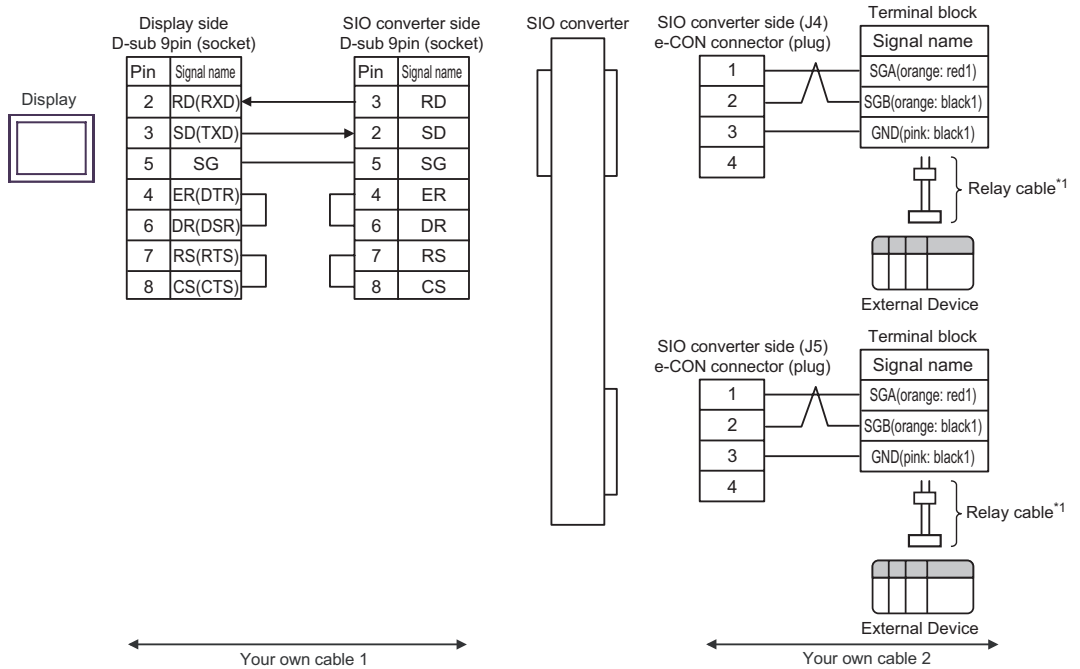 Display
Display side
D-sub 9pin (socket)
Pin Signal name
2 RD(RXD)
3 SD(TXD)
5 SG
4 ER(DTR)
6 DR(DSR)
7 RS(RTS)
8 CS(CTS)
SIO converter side
D-sub 9pin (socket)
Pin Signal name
3 RD
2 SD
5 SG
4 ER
6 DR
7 RS
8 CS
SIO converter
SIO converter side (J4)
e-CON connector (plug)
1
2
3
4
Terminal block
Signal name
SGA(orange: red1)
SGB(orange: black1)
GND(pink: black1)
Relay cable*1
External Device
SIO converter side (J5)
e-CON connector (plug)
1
2
3
4
Terminal block
Signal name
SGA(orange: red1)
SGB(orange: black1)
GND(pink: black1)
Relay cable*1
External Device
Your own cable 1
Your own cable 2